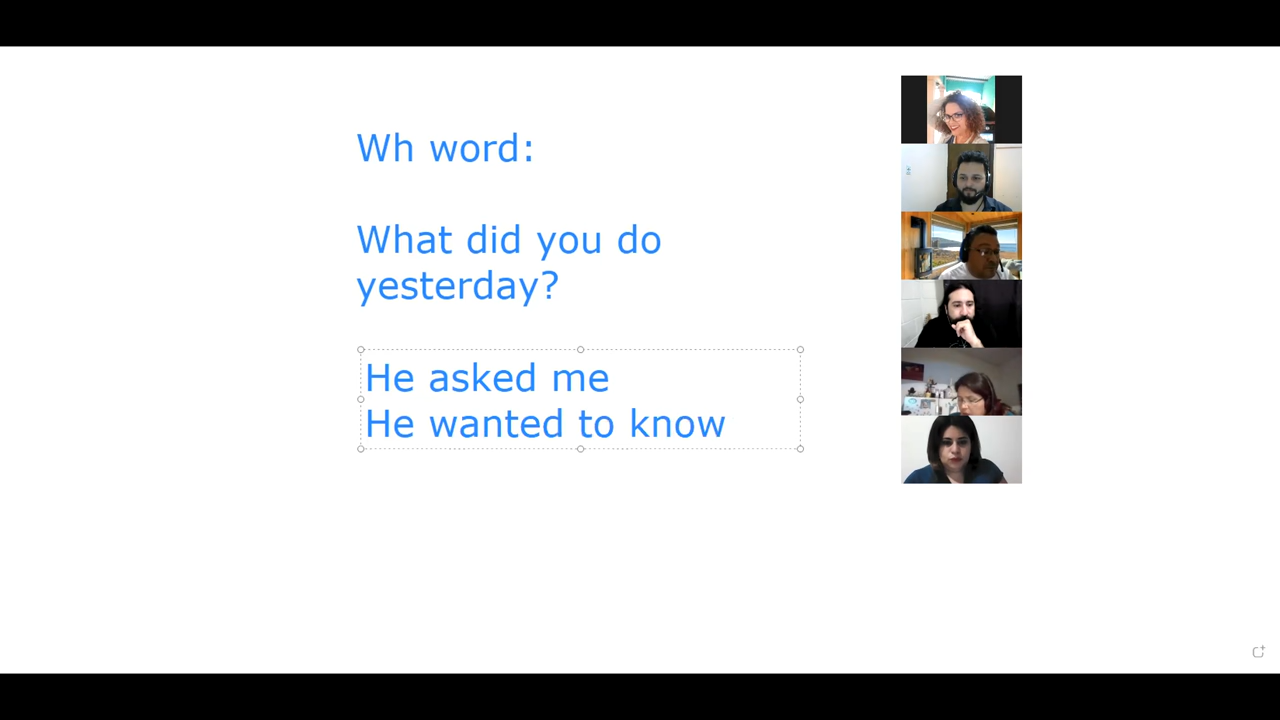 Wh word:
What did you do
yesterday?
He asked me
He wanted to know